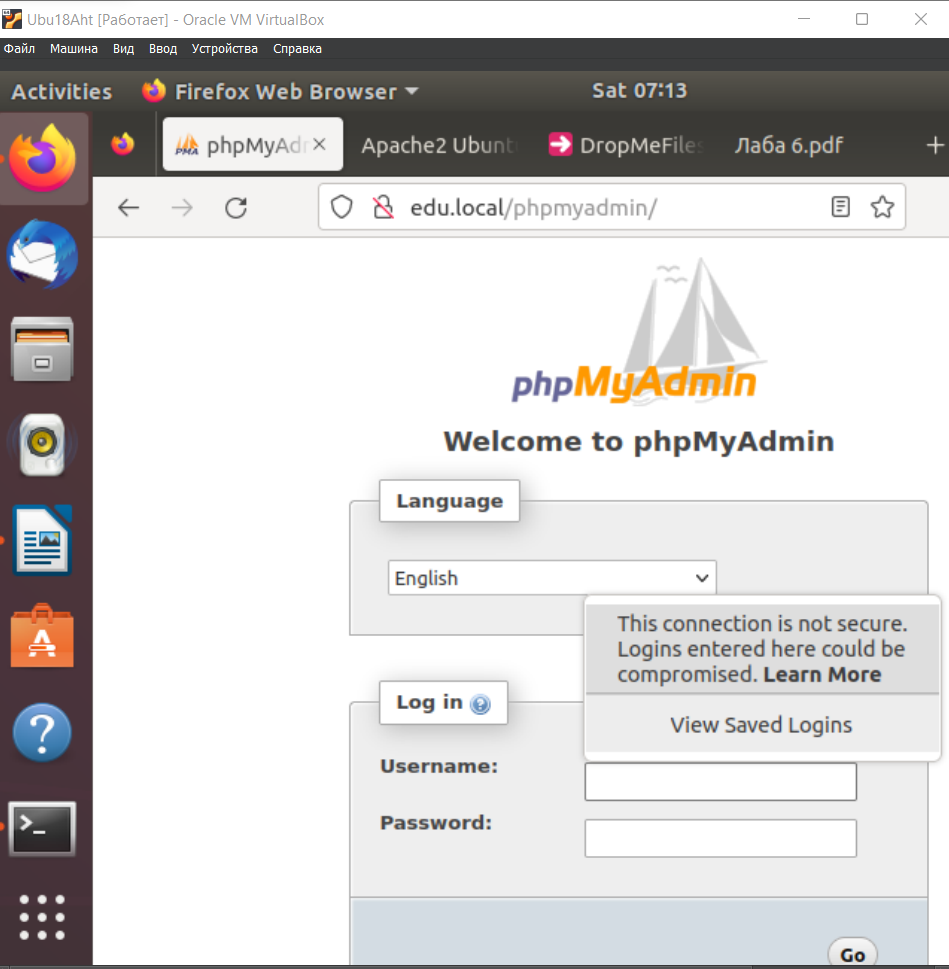 Ubu18Aht [Работает] - Oracle VM VirtualBox
Файл Машина Вид Ввод Устройства Справка
Activities Firefox Web Browser Sat 07:13
PMA phpMyAd Apache2 Ubunt DropMeFiles Лаба 6.pdf
edu.local/phpmyadmin/
phpMyAdmin
Welcome to phpMyAdmin
Language
English
This connection is not secure.
Logins entered here could be
compromised. Learn More
Log in
View Saved Logins
Username:
Password:
Go